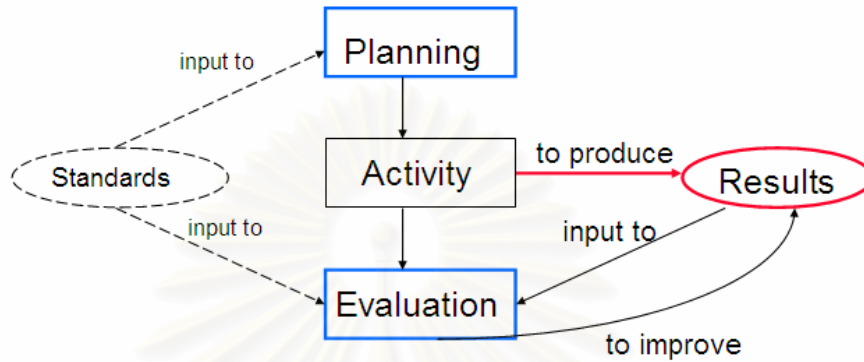 Planning
input to
Activity
to produce
Standards
Results
input to
input to
Evaluation
to improve